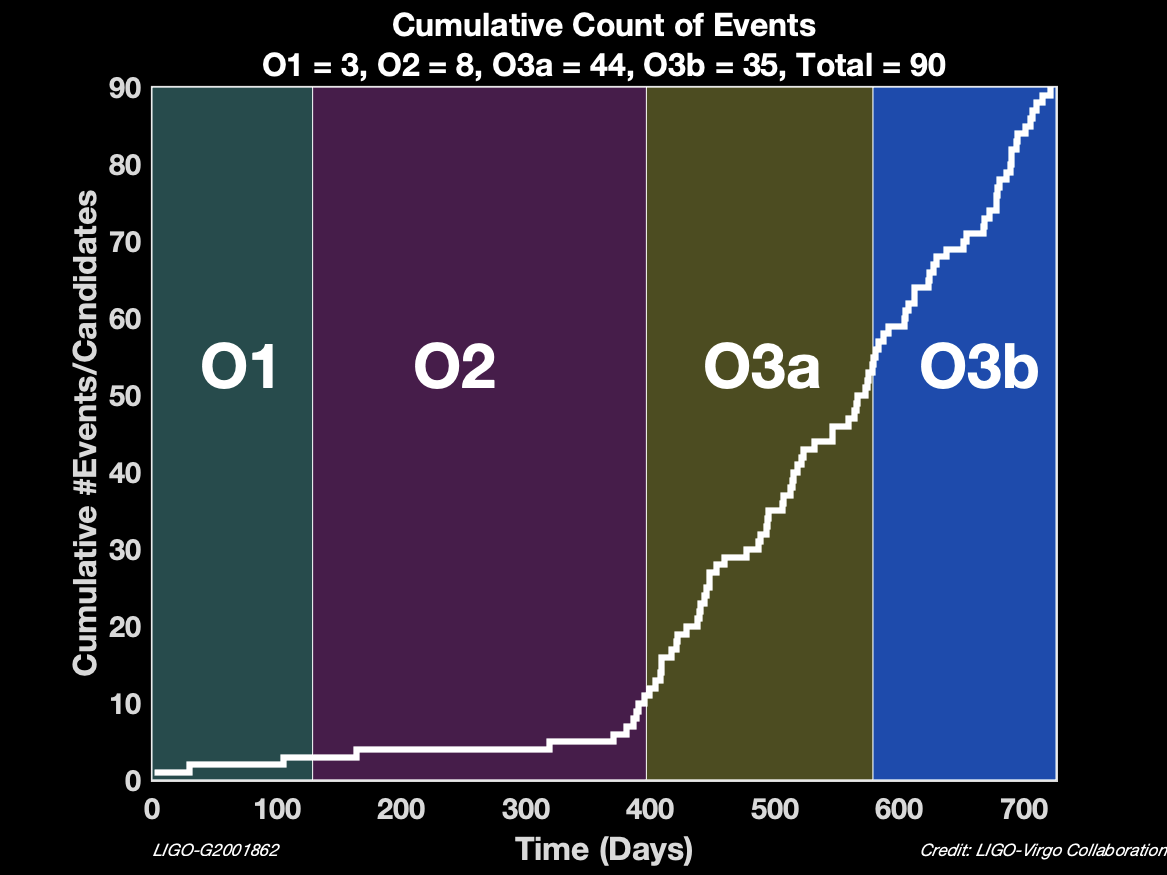 Cumulative Count of Events
O1 = 3, O2 = 8, O3a = 44, O3b = 35, Total = 90
Cumulative #Events/Candidates
90
80
70
60
50
40
30
20
10
0
O1
O2
O3a
O3b
0 100 200 300 400 500 600 700
Time (Days)
LIGO-G2001862
Credit: LIGO-Virgo Collaboration